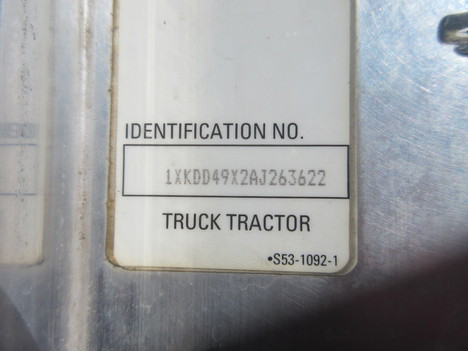 IDENTIFICATION NO.
1XKDD49X2AJ263622
TRUCK TRACTOR
•S53-1092-1